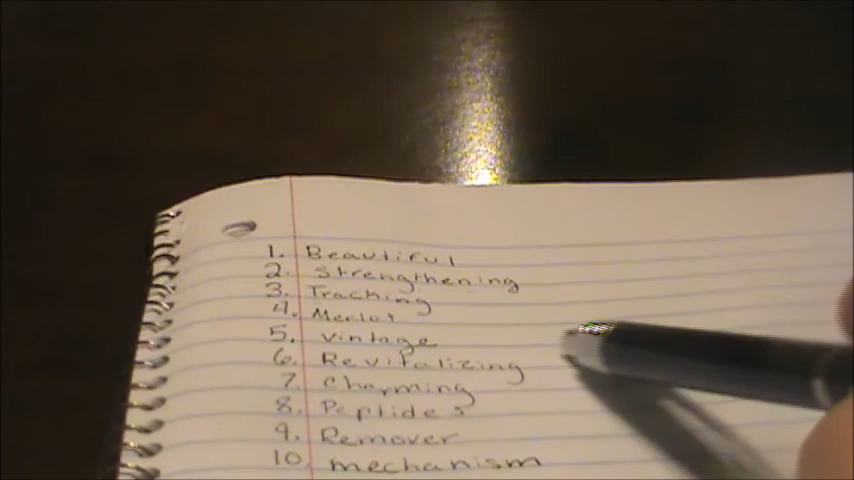 1. Beautiful
2. Strengthening
3. Tracking
4. Merlot
5. vintage
6. Revitalizing
7. charming
8. Peptides
9. Remover
10. mechanism